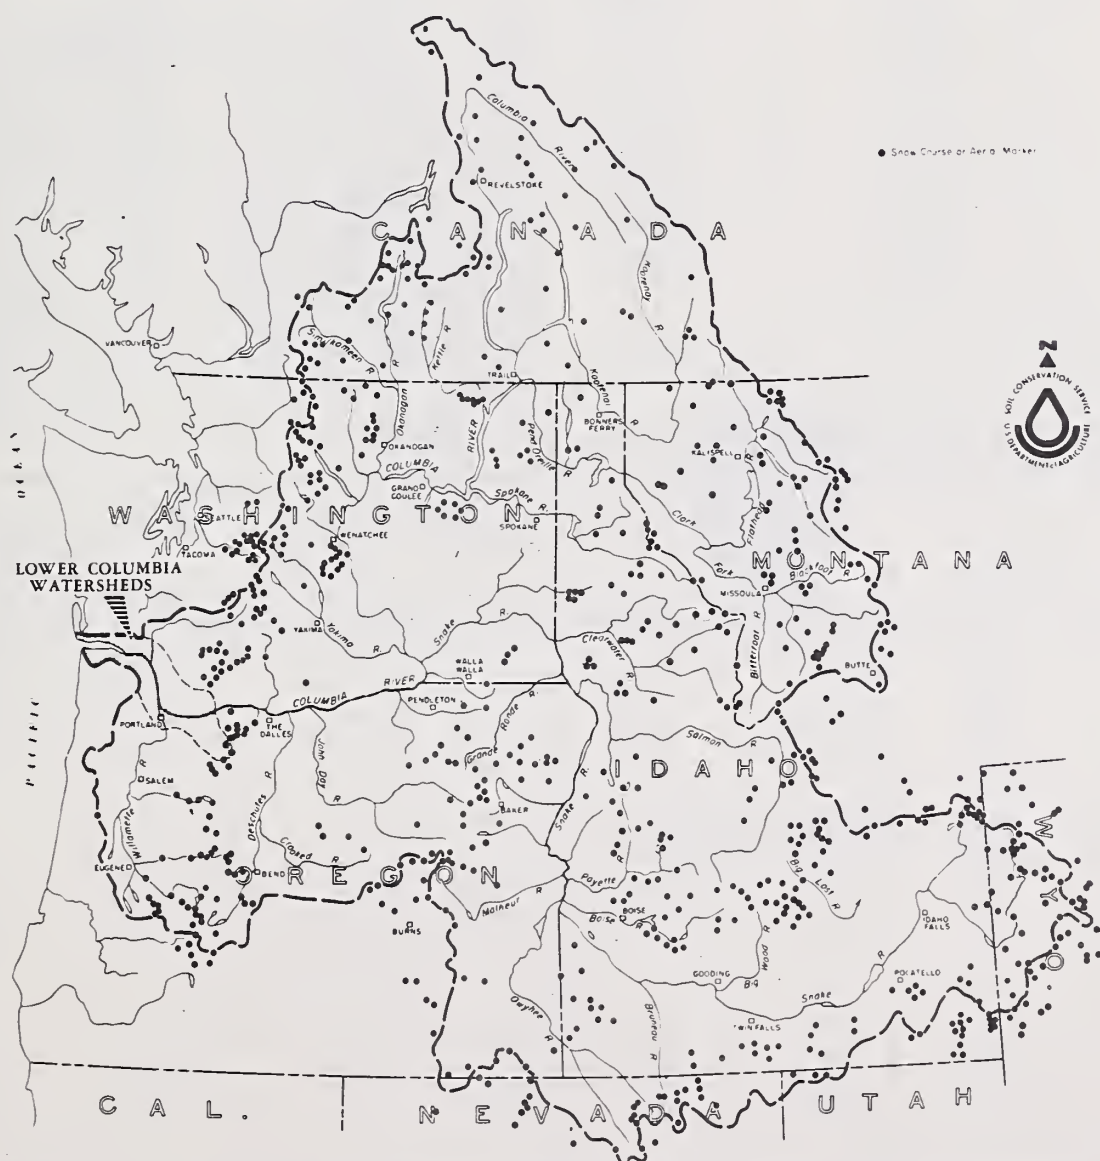 ● Snow Course or Aerial Marker
Columbia
River
REVELSTOKE
CANADA
Kootenay
R
VANCOUVER
Similkameen R
Kettle R
Okanogan R
TRAIL
Kootenai
R
BONNERS
FERRY
Pend
Oreille
R
N
SOIL CONSERVATION SERVICE
U S DEPARTMENT of AGRICULTURE
OKANOGAN
KALISPELL
R
Flathead
COLUMBIA
RIVER
GRAND
COULEE
Spokane
R.
SPOKANE
Clark
Fork
WASHINGTON
SEATTLE
WENATCHEE
TACOMA
MONTANA
Blackfoot R
MISSOULA
LOWER COLUMBIA
WATERSHEDS
YAKIMA
Yakima
R.
Snake
R.
Clearwater
R
Bitterroot R
BUTTE
WALLA
WALLA
COLUMBIA
RIVER
PENDLETON
PORTLAND
THE
DALLES
PACIFIC
OCEAN
Grande
Ronde
R.
Salmon
R
IDAHO
John Day
R
SALEM
R
Willamette
Deschutes R
BAKER
Snake
R.
Crooked
R
EUGENE
BEND
OREGON
Payette
R
Big
Lost
R
WYO
Malheur
R
BURNS
Boise
R
BOISE
IDAHO
FALLS
GOODING
Big
Wood
R
POCATELLO
Snake
R
Owyhee
R
Bruneau R
TWIN FALLS
CAL.
NEVADA
UTAH